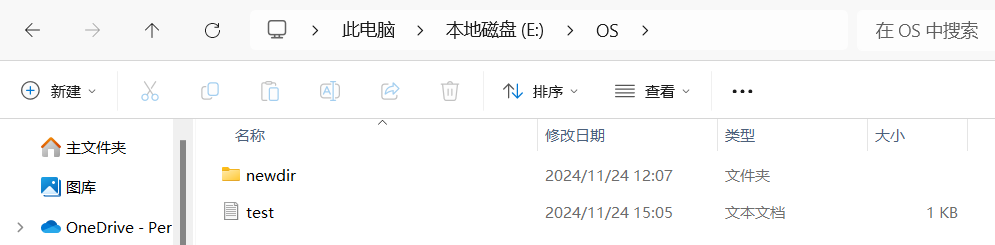 此电脑 本地磁盘 (E:) OS 在 OS 中搜索
新建 排序 查看
名称 修改日期 类型 大小
主文件夹
newdir 2024/11/24 12:07 文件夹
图库
test 2024/11/24 15:05 文本文档 1 KB
OneDrive - Per